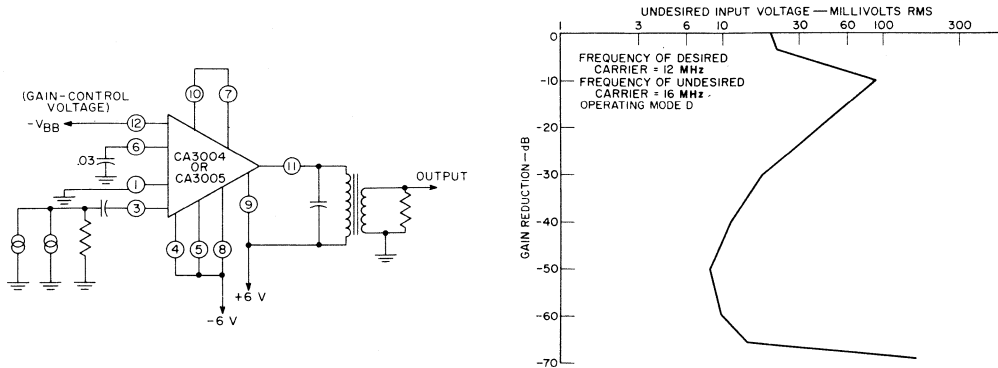 (GAIN-CONTROL
VOLTAGE)
-VBB
12
10
7
6
.03
1
3
CA3004
OR
CA3005
11
OUTPUT
9
4
5
8
+6 V
-6 V
UNDESIRED INPUT VOLTAGE — MILLIVOLTS RMS
1 3 6 10 30 60 100 300
FREQUENCY OF DESIRED
CARRIER = 12 MHz
FREQUENCY OF UNDESIRED
CARRIER = 16 MHz
OPERATING MODE D
GAIN REDUCTION — dB
0
-10
-20
-30
-40
-50
-60
-70